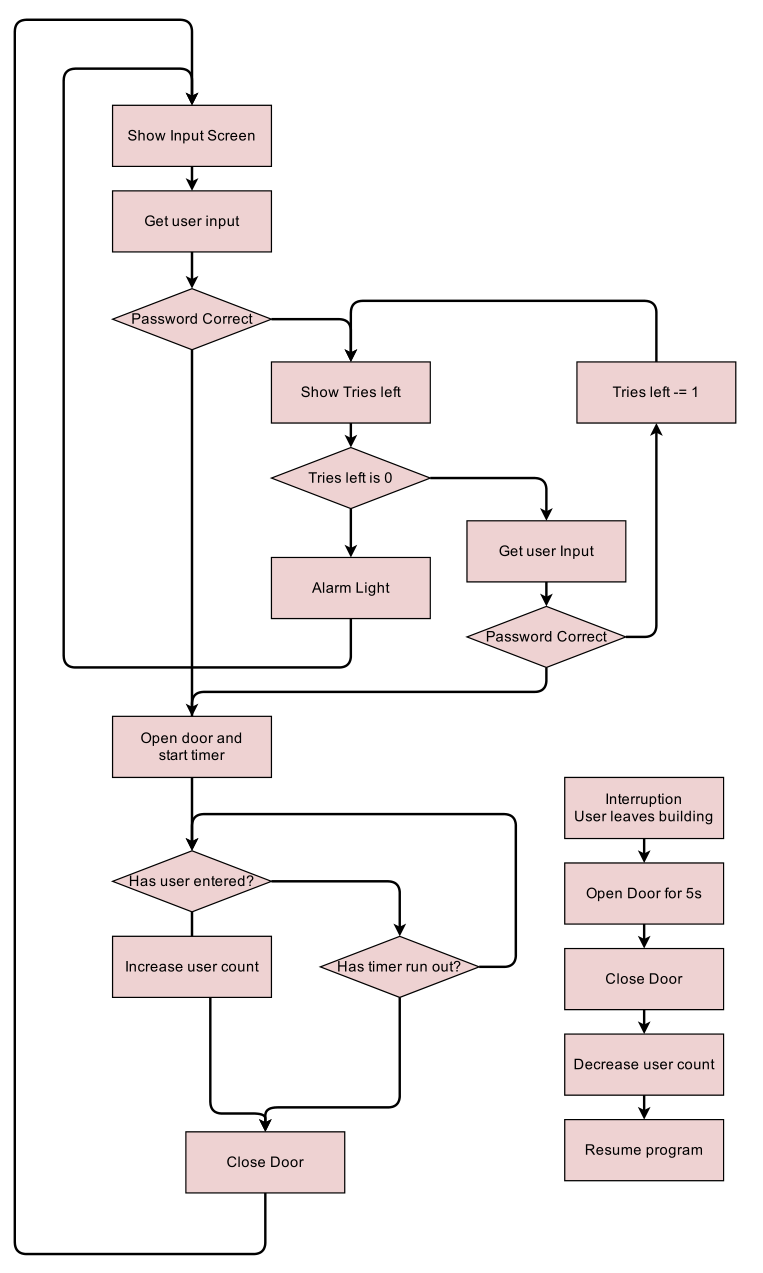 Show Input Screen
Get user input
Password Correct
Show Tries left
Tries left -= 1
Tries left is 0
Get user Input
Alarm Light
Password Correct
Open door and
start timer
Has user entered?
Increase user count
Has timer run out?
Close Door
Interruption
User leaves building
Open Door for 5s
Close Door
Decrease user count
Resume program